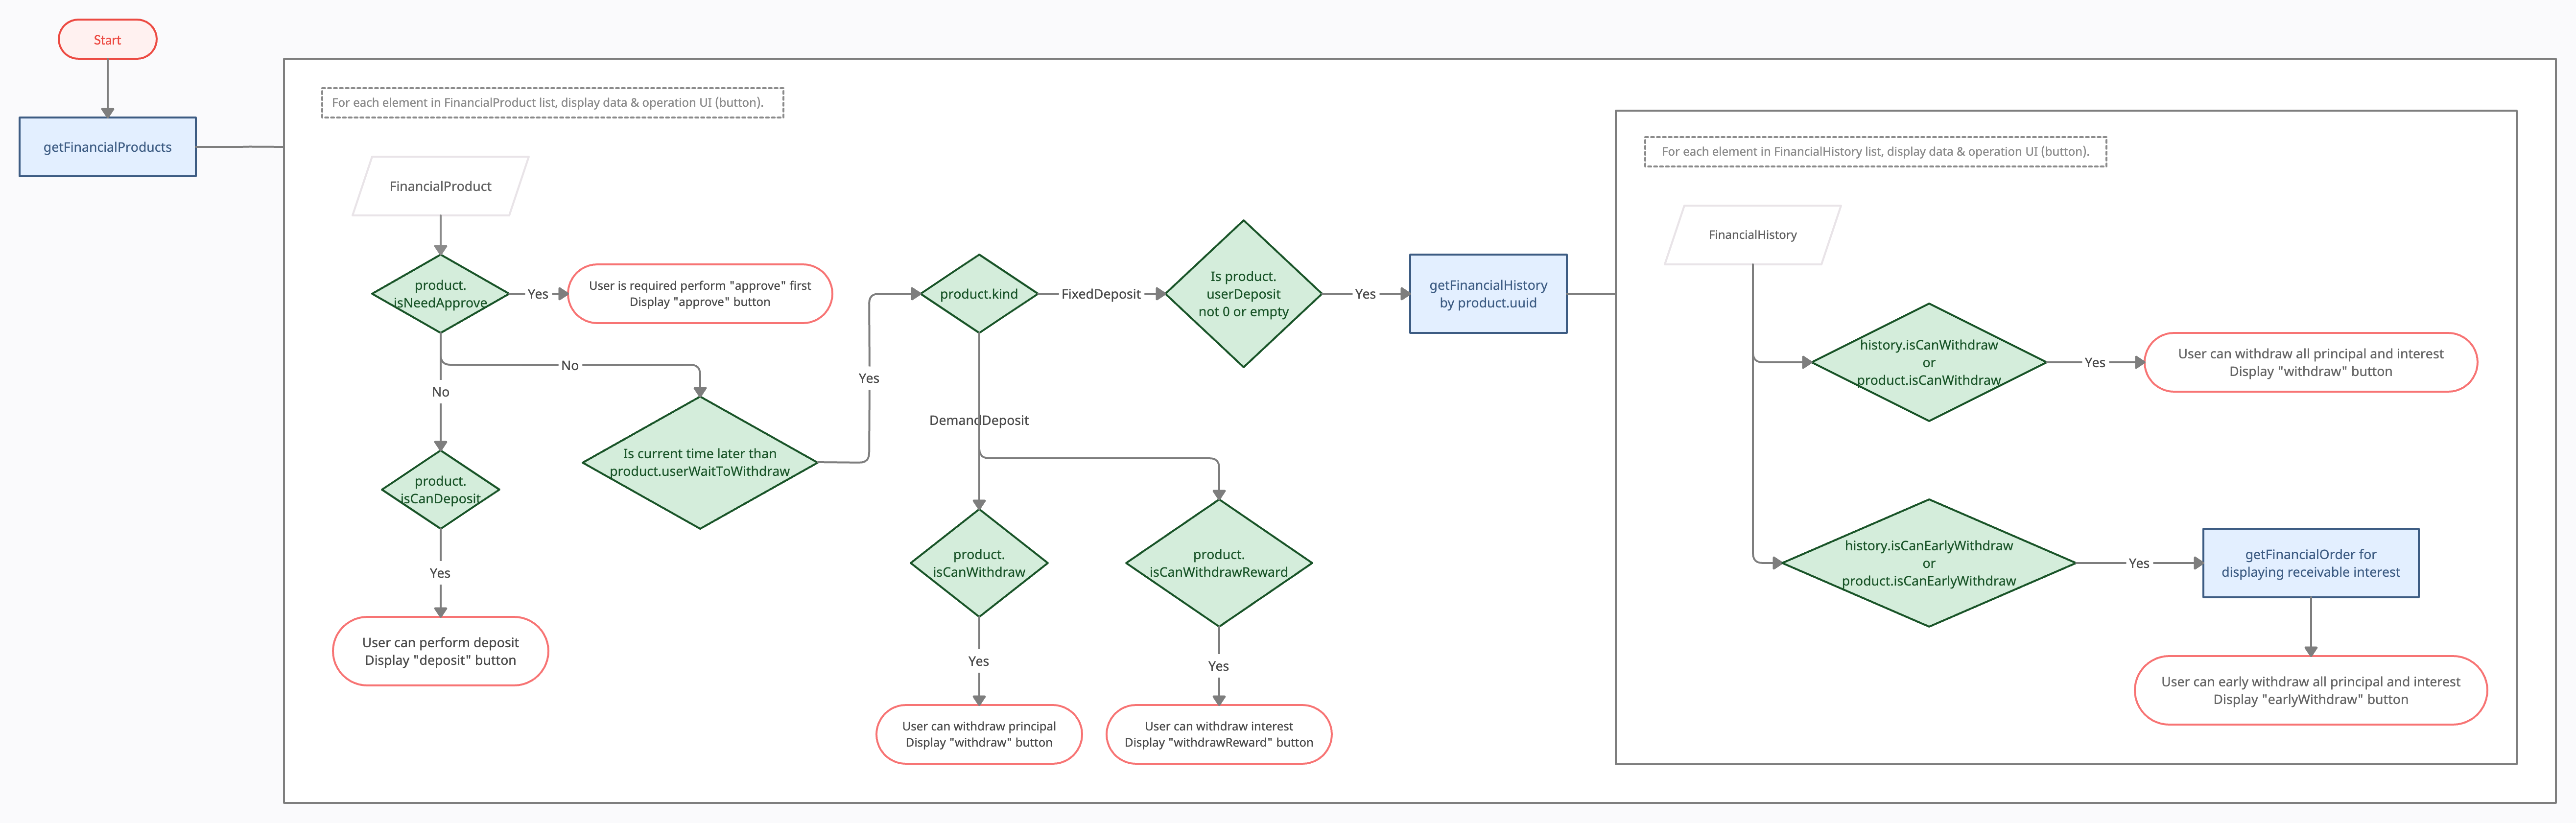 Start
getFinancialProducts
For each element in FinancialProduct list, display data & operation UI (button).
FinancialProduct
product.
isNeedApprove
Yes
User is required perform "approve" first
Display "approve" button
No
No
product.
isCanDeposit
Yes
User can perform deposit
Display "deposit" button
Is current time later than
product.userWaitToWithdraw
Yes
product.kind
FixedDeposit
Is product.
userDeposit
not 0 or empty
Yes
getFinancialHistory
by product.uuid
DemandDeposit
product.
isCanWithdraw
Yes
User can withdraw principal
Display "withdraw" button
product.
isCanWithdrawReward
Yes
User can withdraw interest
Display "withdrawReward" button
For each element in FinancialHistory list, display data & operation UI (button).
FinancialHistory
history.isCanWithdraw
or
product.isCanWithdraw
Yes
User can withdraw all principal and interest
Display "withdraw" button
history.isCanEarlyWithdraw
or
product.isCanEarlyWithdraw
Yes
getFinancialOrder for
displaying receivable interest
User can early withdraw all principal and interest
Display "earlyWithdraw" button